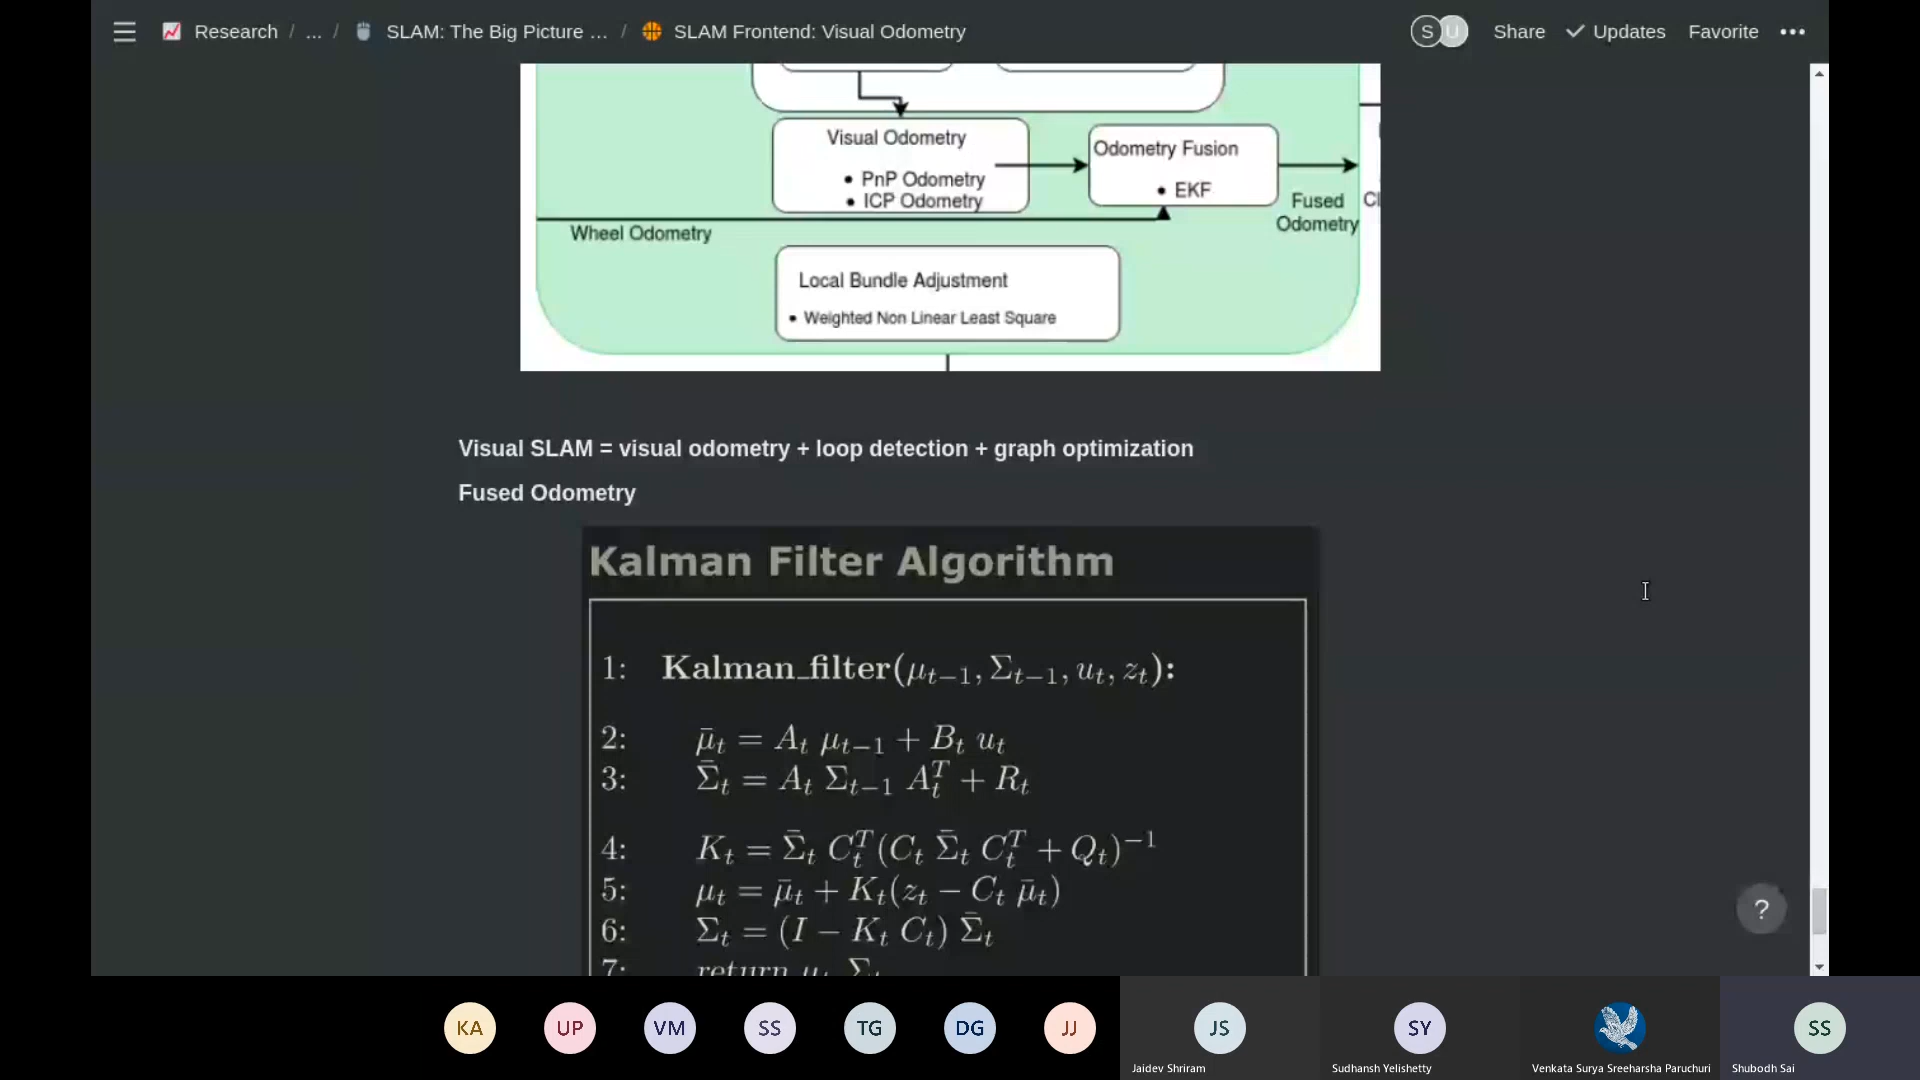 Research / ... / SLAM: The Big Picture ... / SLAM Frontend: Visual Odometry
S U Share Updates Favorite •••
Visual Odometry
• PnP Odometry
• ICP Odometry
Odometry Fusion
• EKF
Fused
Odometry
Wheel Odometry
Local Bundle Adjustment
• Weighted Non Linear Least Square
Visual SLAM = visual odometry + loop detection + graph optimization
Fused Odometry
Kalman Filter Algorithm
1: Kalman_filter(μ_{t−1}, Σ_{t−1}, u_t, z_t):
2: μ̄_t = A_t μ_{t−1} + B_t u_t
3: Σ̄_t = A_t Σ_{t−1} A_t^T + R_t
4: K_t = Σ̄_t C_t^T (C_t Σ̄_t C_t^T + Q_t)^{−1}
5: μ_t = μ̄_t + K_t(z_t − C_t μ̄_t)
6: Σ_t = (I − K_t C_t) Σ̄_t
7: return μ_t, Σ_t
?
KA UP VM SS TG DG JJ JS SY SS
Jaidev Shriram
Sudhansh Yelishetty
Venkata Surya Sreeharsha Paruchuri
Shubodh Sai